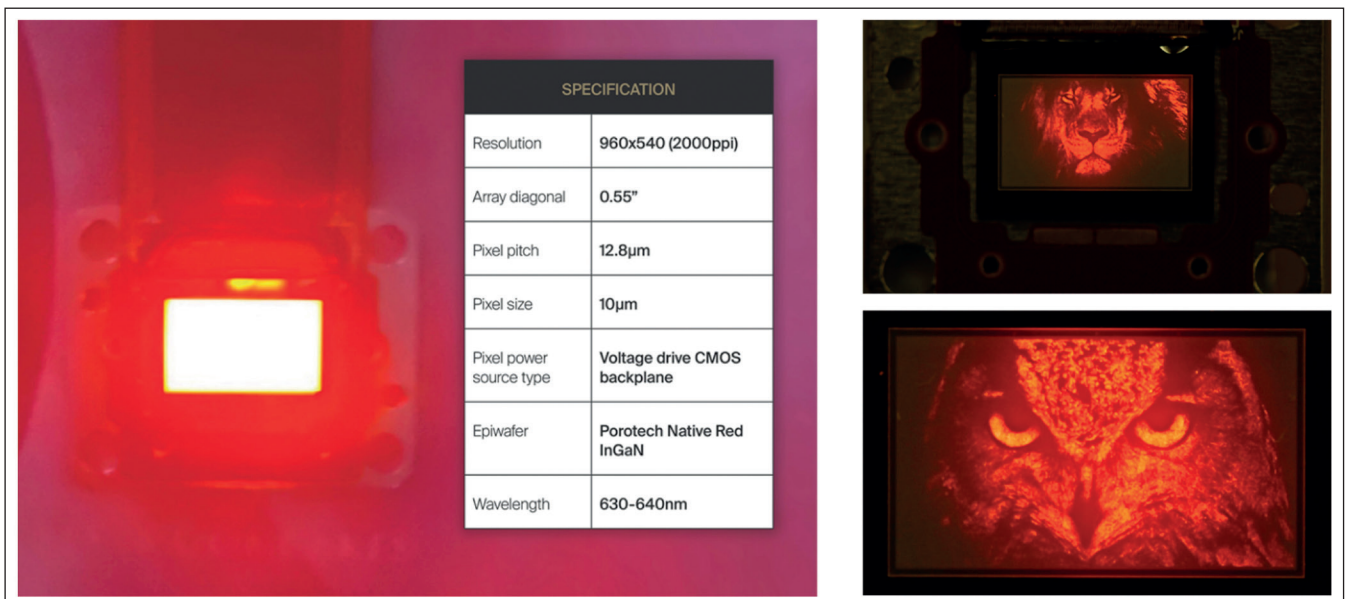 SPECIFICATION
Resolution 960x540 (2000ppi)
Array diagonal 0.55”
Pixel pitch 12.8μm
Pixel size 10μm
Pixel power source type Voltage drive CMOS backplane
Epiwafer Porotech Native Red InGaN
Wavelength 630-640nm